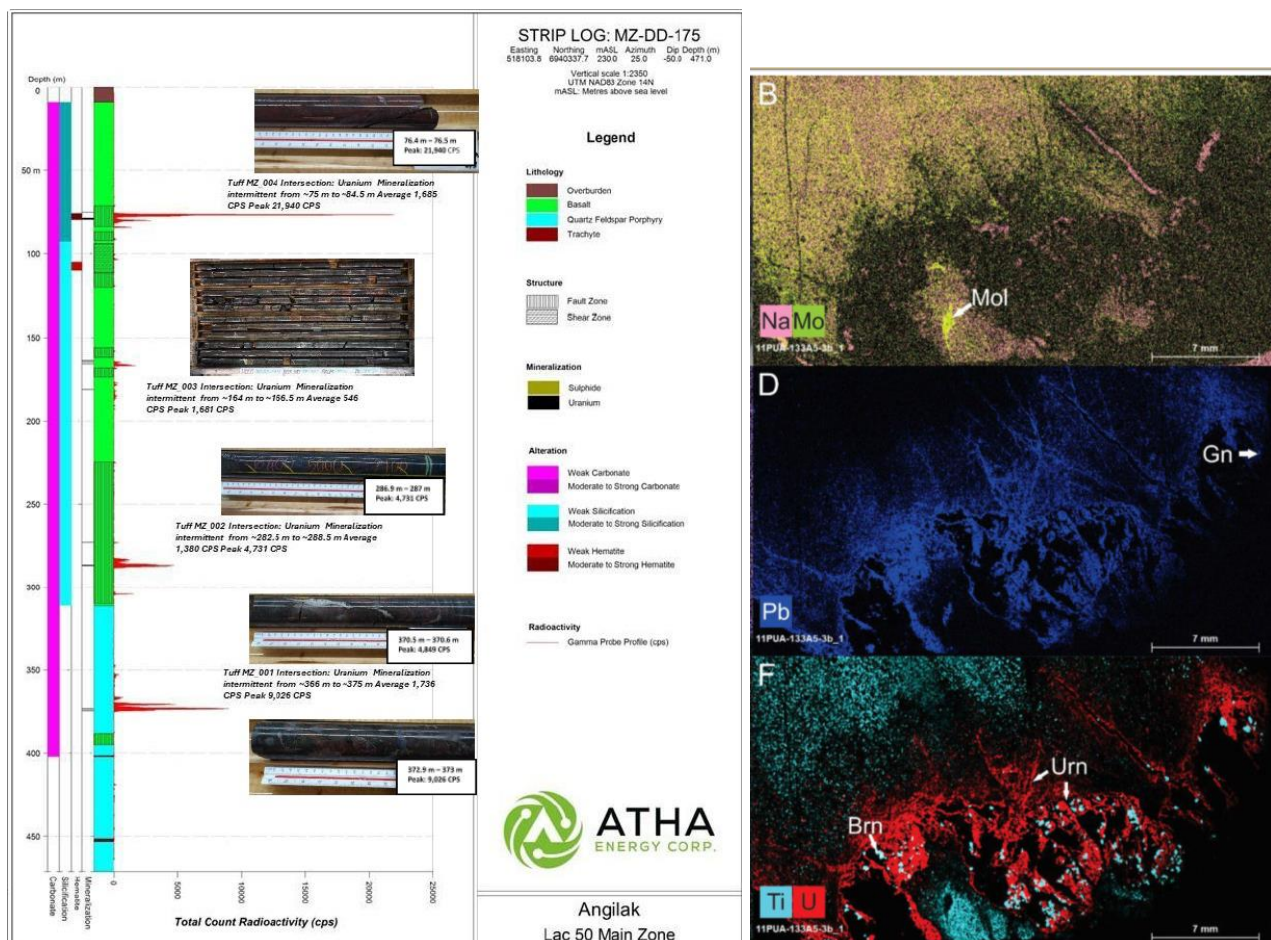 Depth (m)
0
50 m
100
150
200
250
300
350
400
450
Carbonate
Silicification
Hematite
Mineralization
0
5000
10000
15000
20000
25000
Total Count Radioactivity (cps)
76.4 m – 76.5 m
Peak: 21,940 CPS
Tuff MZ_004 Intersection: Uranium Mineralization
intermittent from ~75 m to ~84.5 m Average 1,685
CPS Peak 21,940 CPS
Tuff MZ_003 Intersection: Uranium Mineralization
intermittent from ~164 m to ~166.5 m Average 546
CPS Peak 1,681 CPS
286.9 m – 287 m
Peak: 4,731 CPS
Tuff MZ_002 Intersection: Uranium Mineralization
intermittent from ~282.5 m to ~288.5 m Average
1,380 CPS Peak 4,731 CPS
370.5 m – 370.6 m
Peak: 4,849 CPS
Tuff MZ_001 Intersection: Uranium Mineralization
intermittent from ~366 m to ~375 m Average 1,736
CPS Peak 9,026 CPS
372.9 m – 373 m
Peak: 9,026 CPS
STRIP LOG: MZ-DD-175
Easting Northing mASL Azimuth Dip Depth (m)
518103.8 6940337.7 230.0 25.0 -50.0 471.0
Vertical scale 1:2350
UTM NAD83 Zone 14N
mASL: Metres above sea level
Legend
Lithology
Overburden
Basalt
Quartz Feldspar Porphyry
Trachyte
Structure
Fault Zone
Shear Zone
Mineralization
Sulphide
Uranium
Alteration
Weak Carbonate
Moderate to Strong Carbonate
Weak Silicification
Moderate to Strong Silicification
Weak Hematite
Moderate to Strong Hematite
Radioactivity
Gamma Probe Profile (cps)
ATHA
ENERGY CORP.
Angilak
Lac 50 Main Zone
B
Mol
Na Mo
11PUA-133A5-3b_1
7 mm
D
Gn
Pb
11PUA-133A5-3b_1
7 mm
F
Urn
Brn
Ti U
11PUA-133A5-3b_1
7 mm